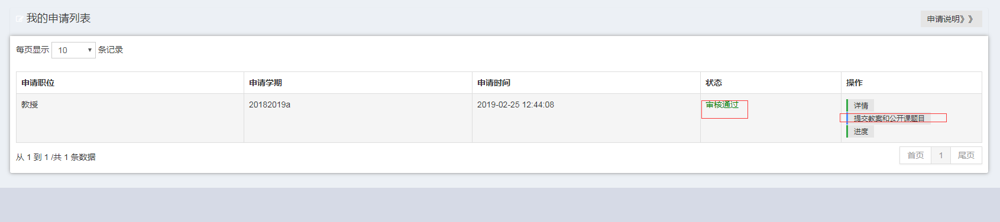 我的申请列表
申请说明》》
每页显示 10 条记录
申请职位 申请学期 申请时间 状态 操作
教授 20182019a 2019-02-25 12:44:08 审核通过 详情
提交教案和公开课题目
进度
从 1 到 1 /共 1 条数据
首页 1 尾页